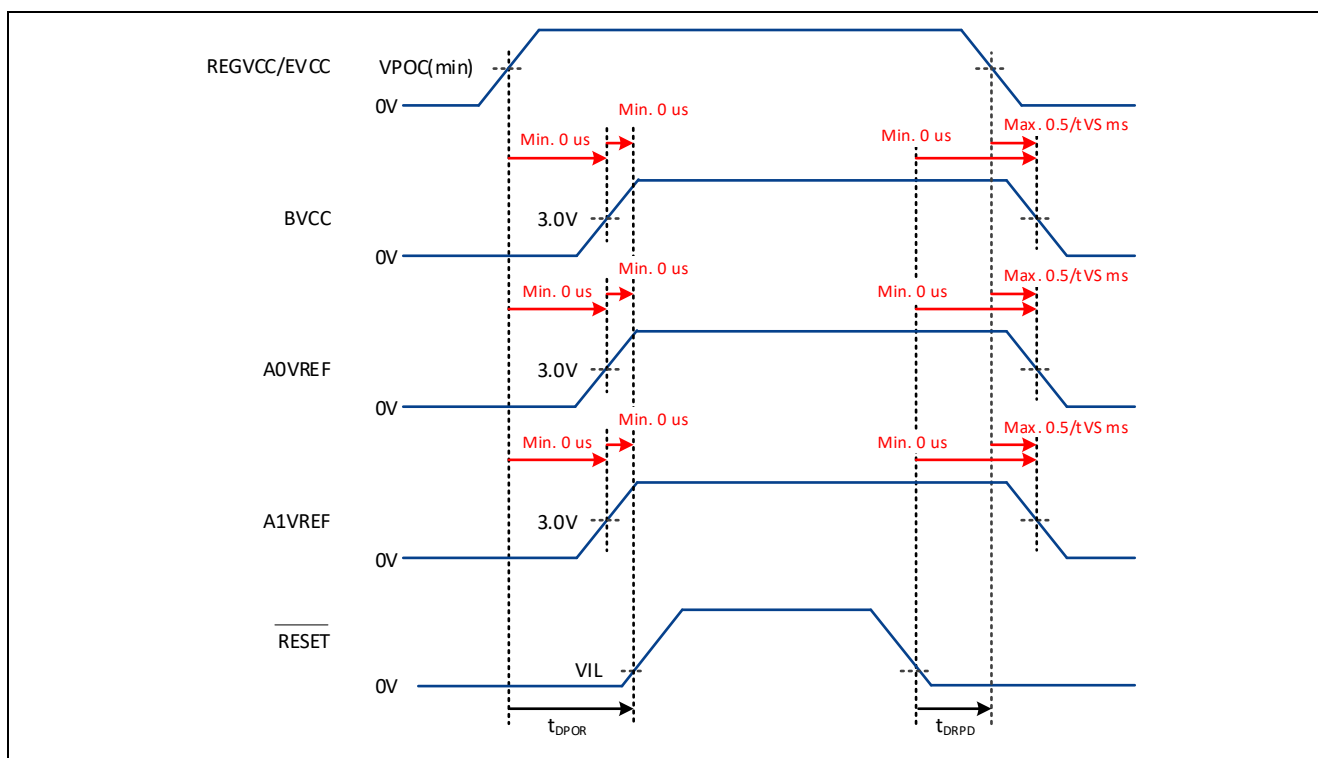 REGVCC/EVCC VPOC(min)
0V
Min. 0 us
Min. 0 us Min. 0 us Max. 0.5/tVS ms
BVCC 3.0V
0V
Min. 0 us
Min. 0 us Min. 0 us Max. 0.5/tVS ms
A0VREF 3.0V
0V
Min. 0 us
Min. 0 us Min. 0 us Max. 0.5/tVS ms
A1VREF 3.0V
0V
RESET
VIL
0V
tDPOR tDRPD